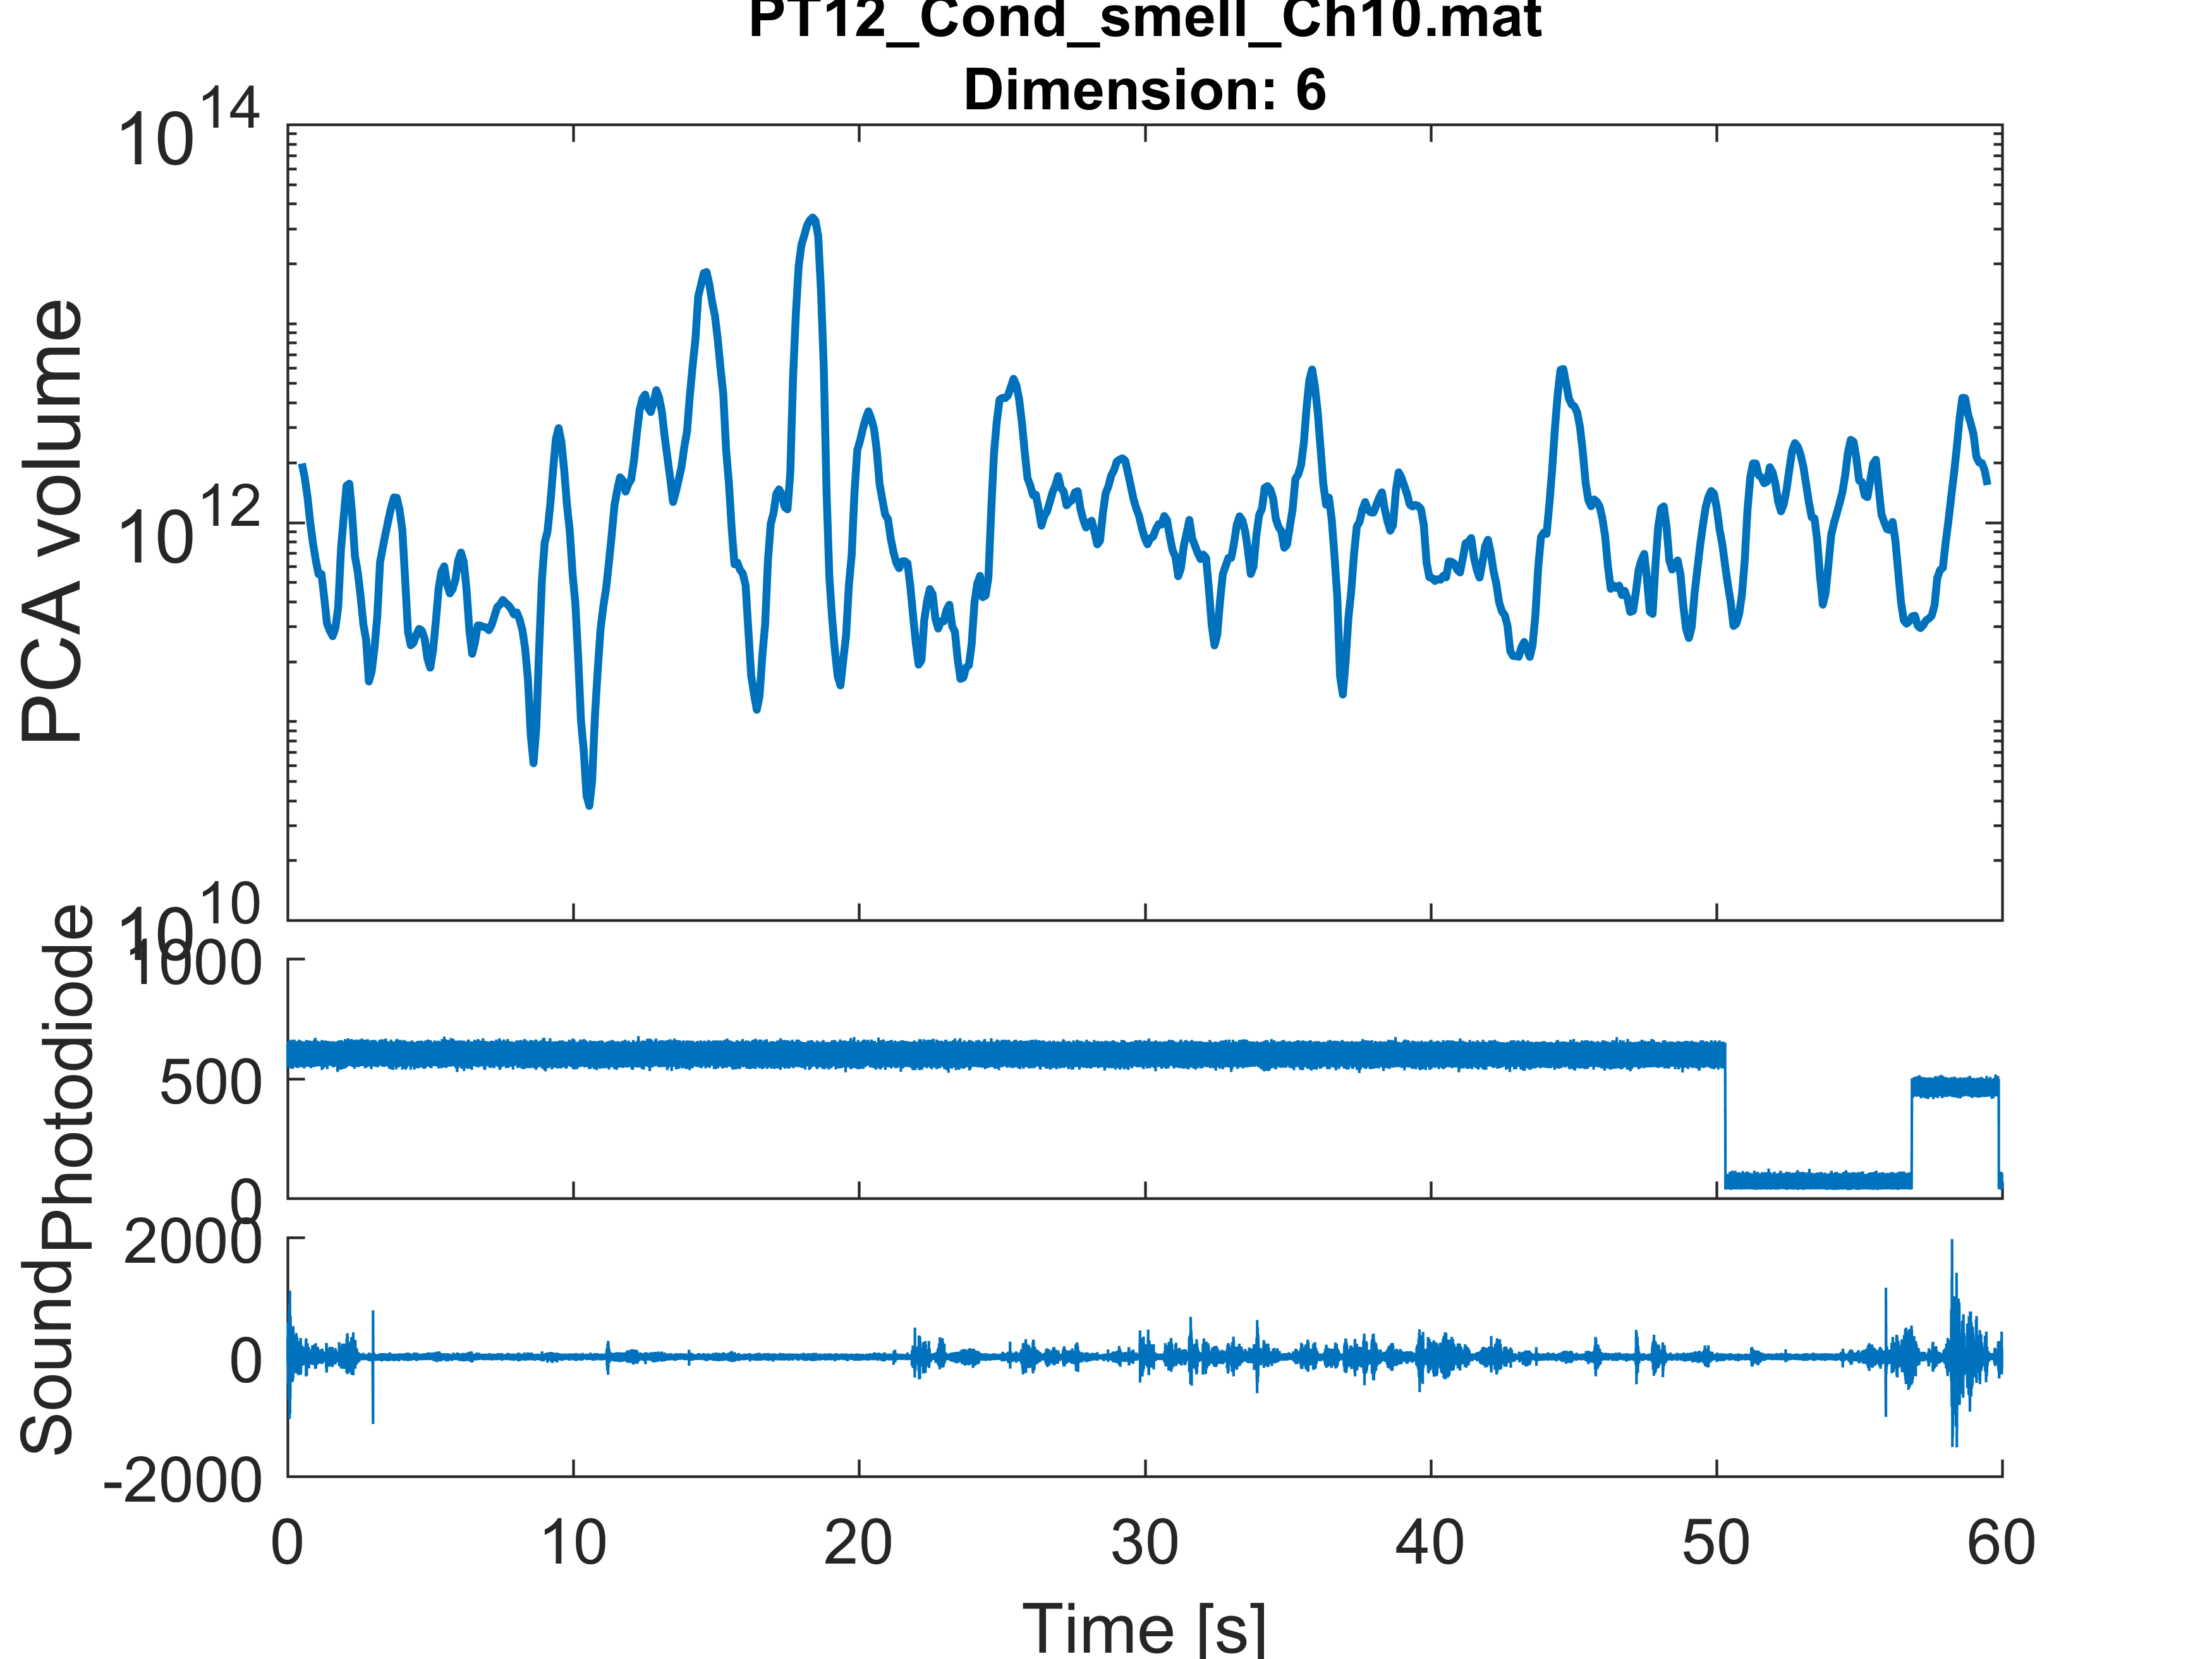 PT12_Cond_smell_Ch10.mat
Dimension: 6
10^14
10^12
10^10
PCA volume
1000
500
0
Photodiode
2000
0
-2000
Sound
0 10 20 30 40 50 60
Time [s]